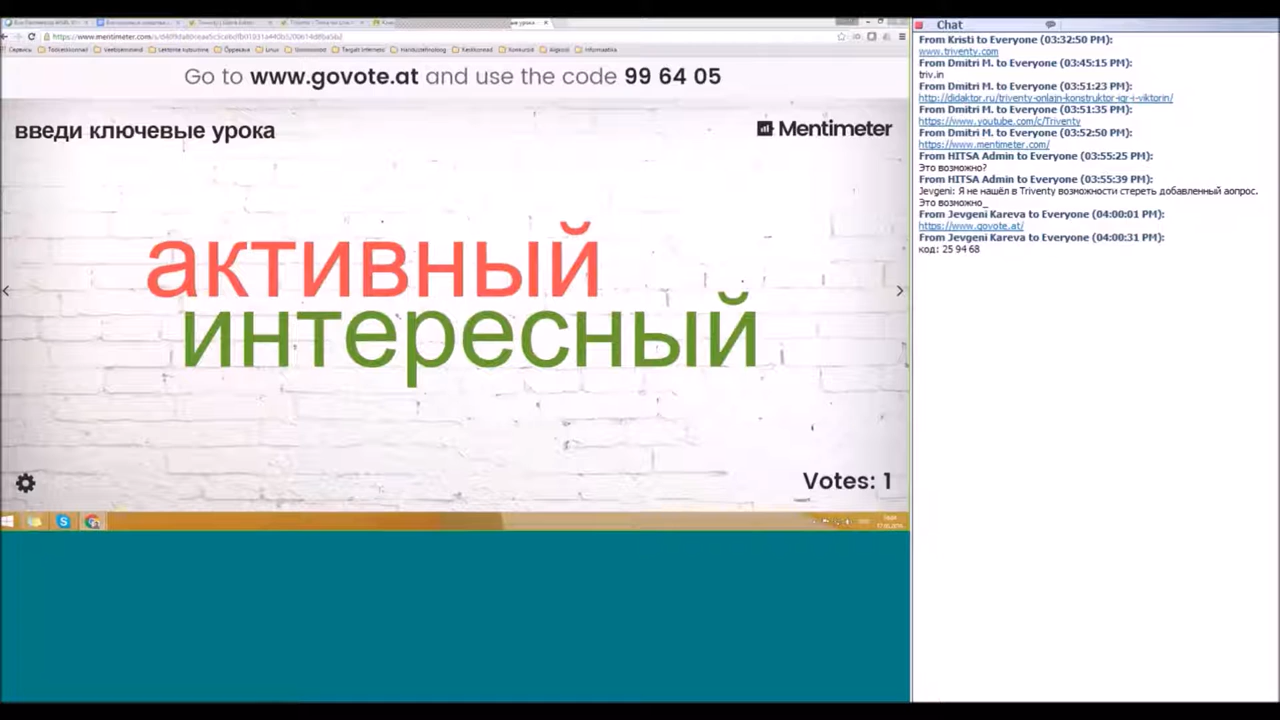 Go to www.govote.at and use the code 99 64 05
введи ключевые урока
Mentimeter
активный
интересный
Votes: 1
Chat
From Kristi to Everyone (03:32:50 PM):
www.triventy.com
From Dmitri M. to Everyone (03:45:15 PM):
triv.in
From Dmitri M. to Everyone (03:51:23 PM):
http://didaktor.ru/triventy-onlajn-konstruktor-igr-i-viktorin/
From Dmitri M. to Everyone (03:51:35 PM):
https://www.youtube.com/c/Triventy
From Dmitri M. to Everyone (03:52:50 PM):
https://www.mentimeter.com/
From HITSA Admin to Everyone (03:55:25 PM):
Это возможно?
From HITSA Admin to Everyone (03:55:39 PM):
Jevgeni: Я не нашёл в Triventy возможности стереть добавленный вопрос.
Это возможно_
From Jevgeni Kareva to Everyone (04:00:01 PM):
https://www.govote.at/
From Jevgeni Kareva to Everyone (04:00:31 PM):
код: 25 94 68